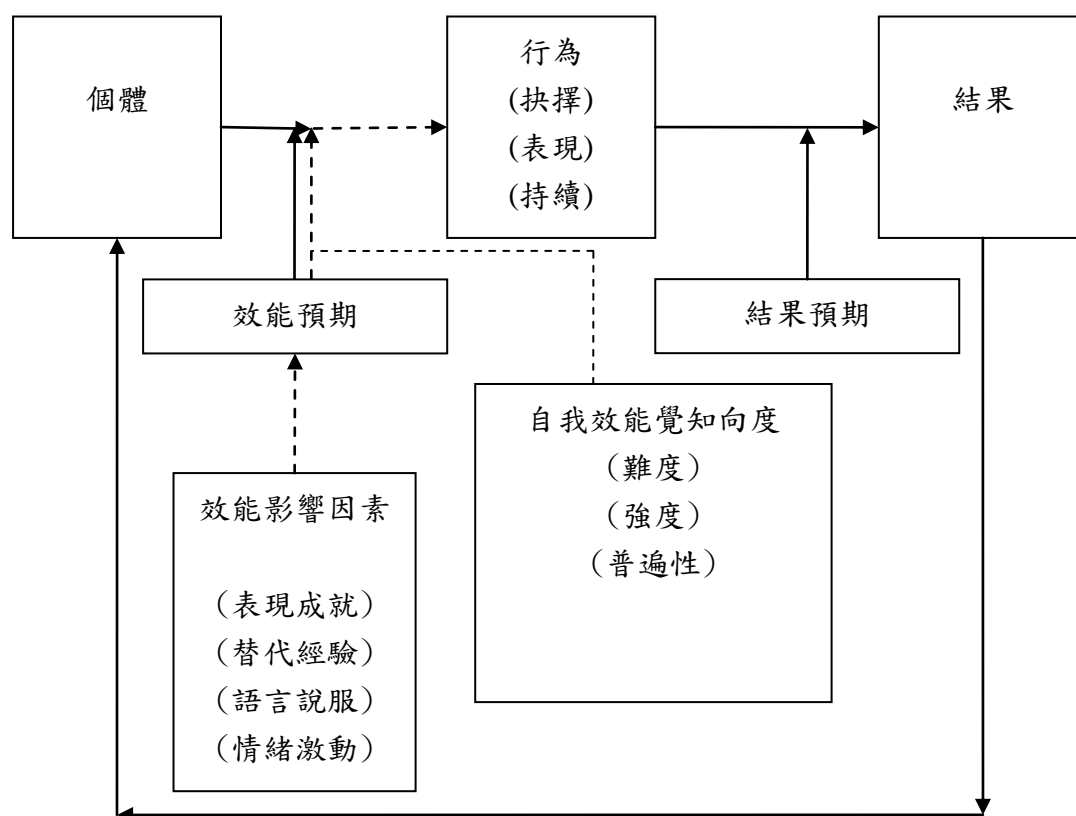 個體
行為
(抉擇)
(表現)
(持續)
結果
效能預期
結果預期
自我效能覺知向度
（難度）
（強度）
（普遍性）
效能影響因素
（表現成就）
（替代經驗）
（語言說服）
（情緒激動）